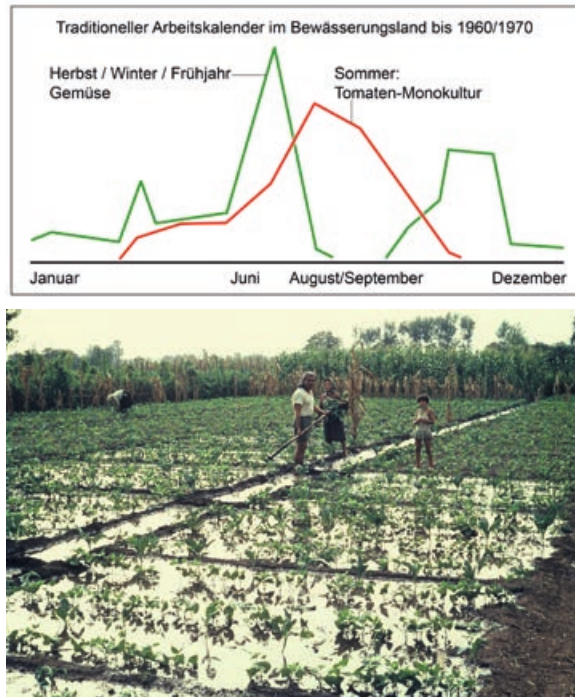 Traditioneller Arbeitskalender im Bewässerungsland bis 1960/1970
Herbst / Winter / Frühjahr
Gemüse
Sommer:
Tomaten-Monokultur
Januar
Juni
August/September
Dezember